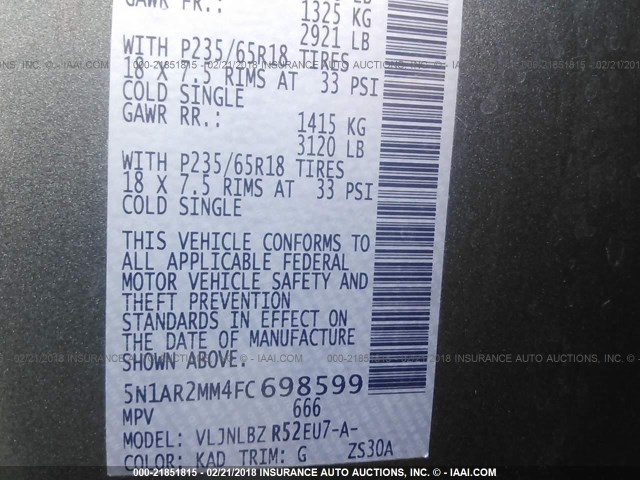 GAWR FR.:
1325 KG
2921 LB
WITH P235/65R18 TIRES
18 X 7.5 RIMS AT 33 PSI
COLD SINGLE
GAWR RR.:
1415 KG
3120 LB
WITH P235/65R18 TIRES
18 X 7.5 RIMS AT 33 PSI
COLD SINGLE
THIS VEHICLE CONFORMS TO
ALL APPLICABLE FEDERAL
MOTOR VEHICLE SAFETY AND
THEFT PREVENTION
STANDARDS IN EFFECT ON
THE DATE OF MANUFACTURE
SHOWN ABOVE.
5N1AR2MM4FC698599
MPV 666
MODEL: VLJNLBZ R52EU7-A-
COLOR: KAD TRIM: G ZS30A
000-21851815 - 02/21/2018 INSURANCE AUTO AUCTIONS, INC. © - IAAI.COM